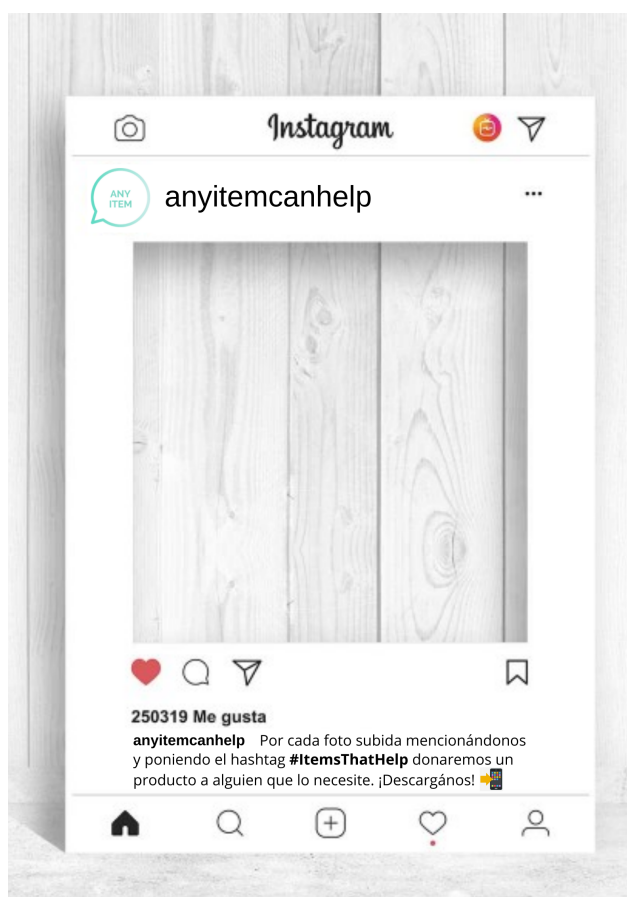 Instagram
ANY
ITEM
anyitemcanhelp
250319 Me gusta
anyitemcanhelp Por cada foto subida mencionándonos
y poniendo el hashtag #ItemsThatHelp donaremos un
producto a alguien que lo necesite. ¡Descargános!